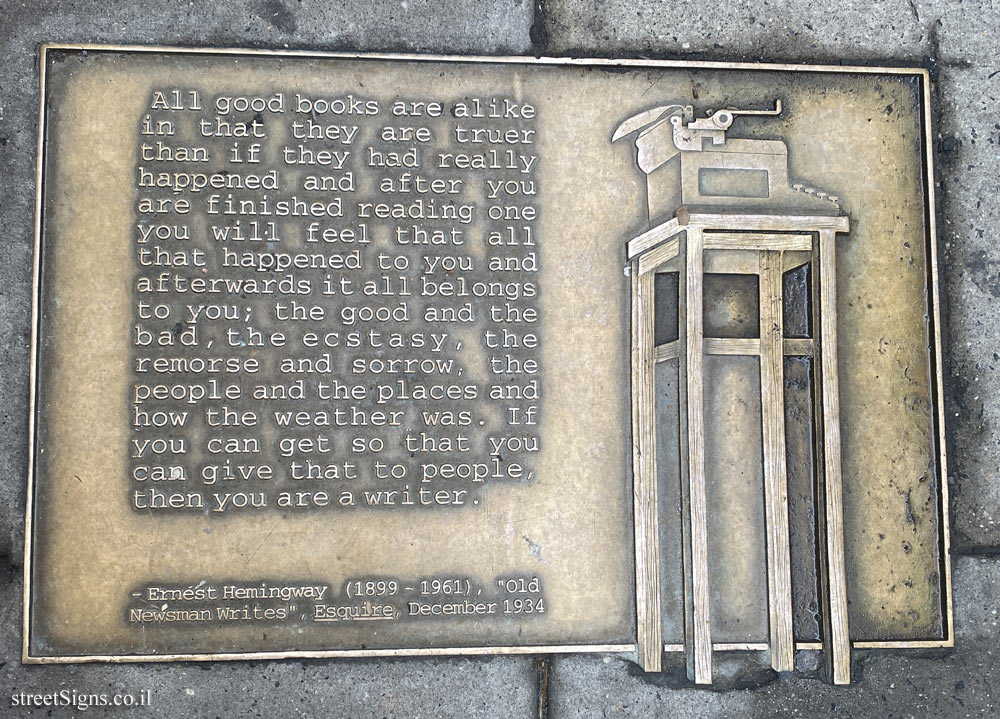 All good books are alike
in that they are truer
than if they had really
happened and after you
are finished reading one
you will feel that all
that happened to you and
afterwards it all belongs
to you; the good and the
bad, the ecstasy, the
remorse and sorrow, the
people and the places and
how the weather was. If
you can get so that you
can give that to people,
then you are a writer.
- Ernest Hemingway (1899 - 1961), "Old
Newsman Writes", Esquire, December 1934
streetSigns.co.il